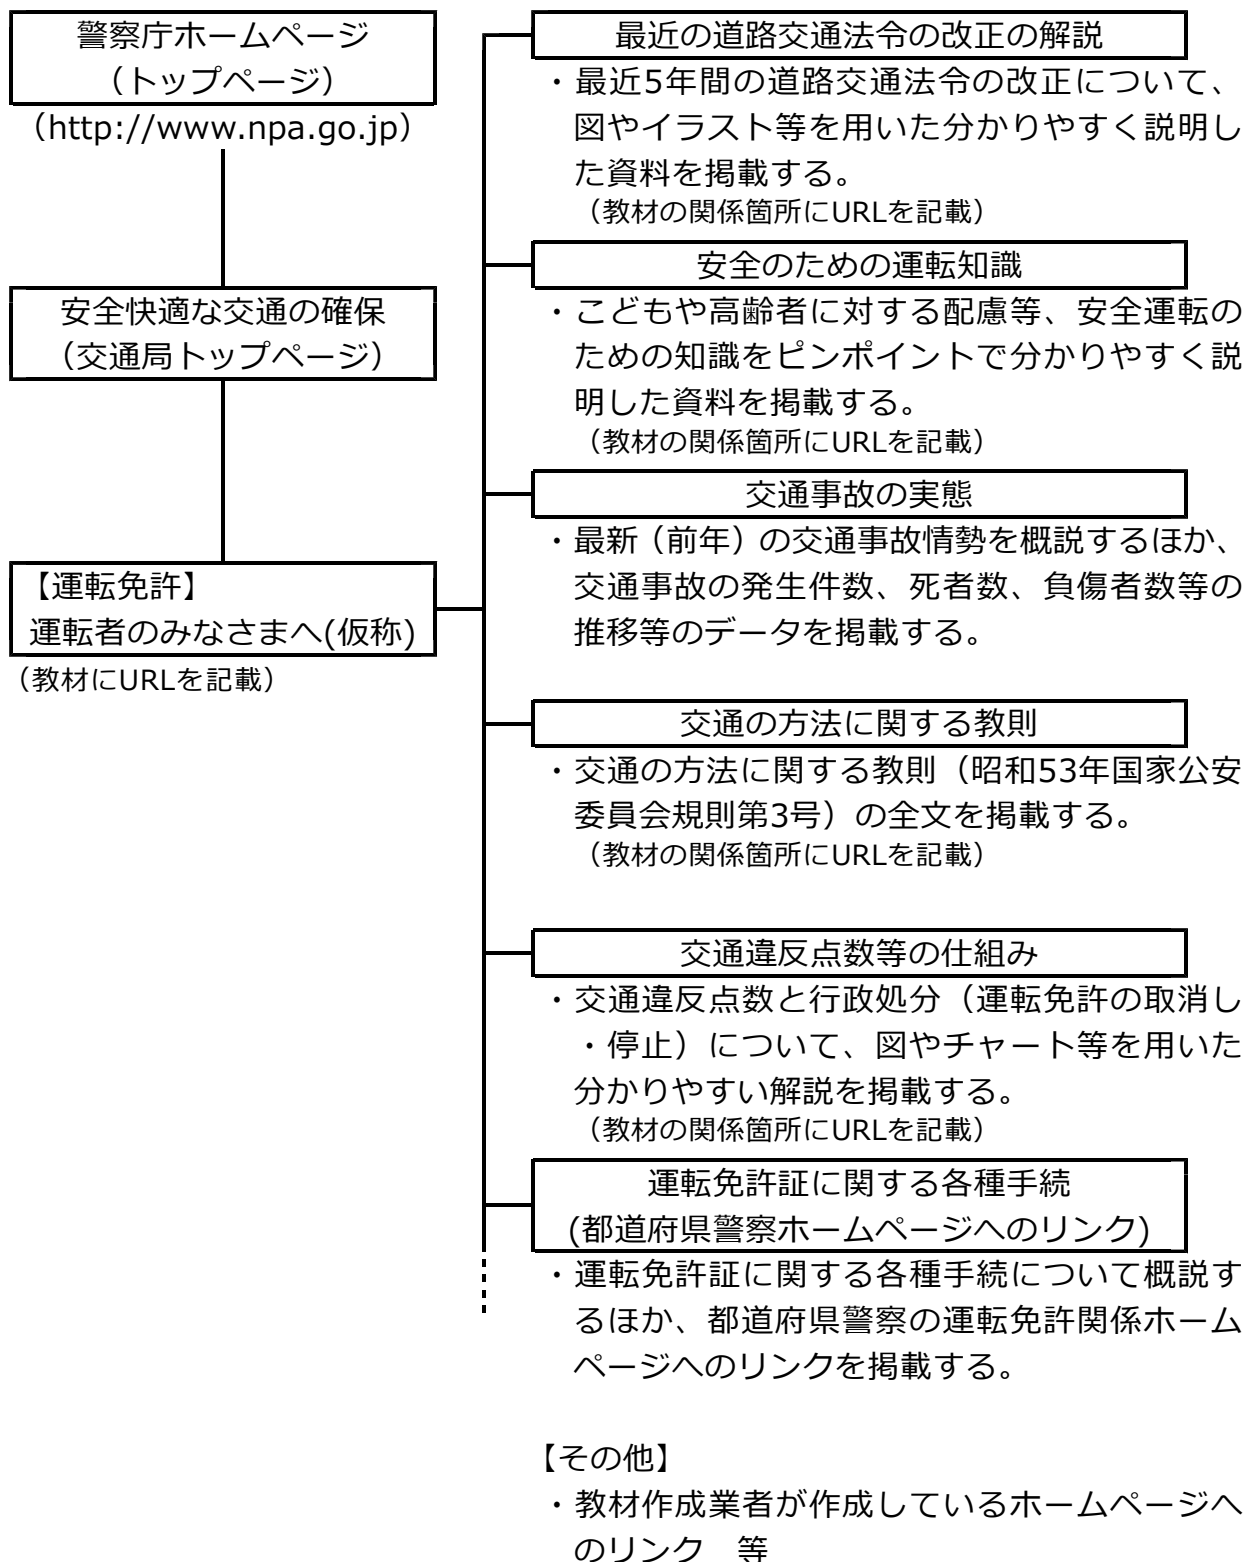 警察庁ホームページ
（トップページ）
（http://www.npa.go.jp）
安全快適な交通の確保
（交通局トップページ）
【運転免許】
運転者のみなさまへ(仮称)
（教材にURLを記載）
最近の道路交通法令の改正の解説
・最近5年間の道路交通法令の改正について、
図やイラスト等を用いた分かりやすく説明し
た資料を掲載する。
（教材の関係箇所にURLを記載）
安全のための運転知識
・こどもや高齢者に対する配慮等、安全運転の
ための知識をピンポイントで分かりやすく説
明した資料を掲載する。
（教材の関係箇所にURLを記載）
交通事故の実態
・最新（前年）の交通事故情勢を概説するほか、
交通事故の発生件数、死者数、負傷者数等の
推移等のデータを掲載する。
交通の方法に関する教則
・交通の方法に関する教則（昭和53年国家公安
委員会規則第3号）の全文を掲載する。
（教材の関係箇所にURLを記載）
交通違反点数等の仕組み
・交通違反点数と行政処分（運転免許の取消し
・停止）について、図やチャート等を用いた
分かりやすい解説を掲載する。
（教材の関係箇所にURLを記載）
運転免許証に関する各種手続
(都道府県警察ホームページへのリンク)
・運転免許証に関する各種手続について概説す
るほか、都道府県警察の運転免許関係ホーム
ページへのリンクを掲載する。
【その他】
・教材作成業者が作成しているホームページへ
のリンク　等